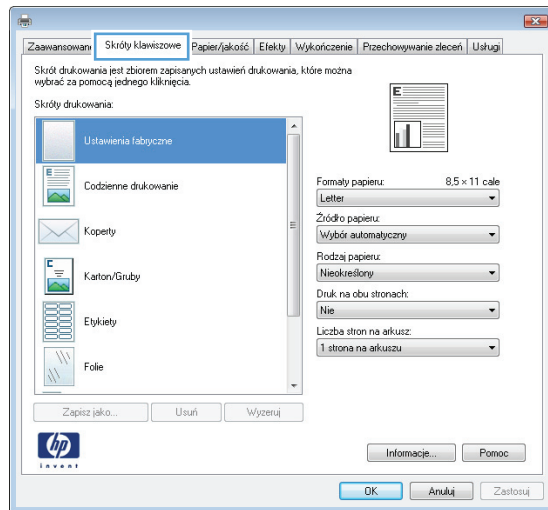 Zaawansowane
Skróty klawiszowe
Papier/jakość
Efekty
Wykończenie
Przechowywanie zleceń
Usługi
Skrót drukowania jest zbiorem zapisanych ustawień drukowania, które można
wybrać za pomocą jednego kliknięcia.
Skróty drukowania:
Ustawienia fabryczne
Codzienne drukowanie
Koperty
Karton/Gruby
Etykiety
Folie
E
Formaty papieru: 8,5 × 11 cale
Letter
Źródło papieru:
Wybór automatyczny
Rodzaj papieru:
Nieokreślony
Druk na obu stronach:
Nie
Liczba stron na arkusz:
1 strona na arkuszu
Zapisz jako...
Usuń
Wyzeruj
hp
invent
Informacje...
Pomoc
OK
Anuluj
Zastosuj